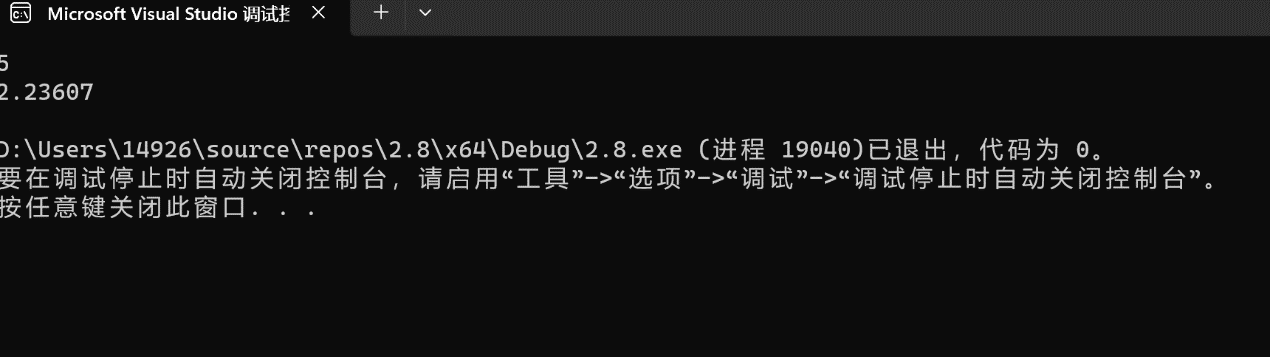 Microsoft Visual Studio 调试
5
2.23607
D:\Users\14926\source\repos\2.8\x64\Debug\2.8.exe (进程 19040)已退出，代码为 0。
要在调试停止时自动关闭控制台，请启用“工具”->“选项”->“调试”->“调试停止时自动关闭控制台”。
按任意键关闭此窗口. . .